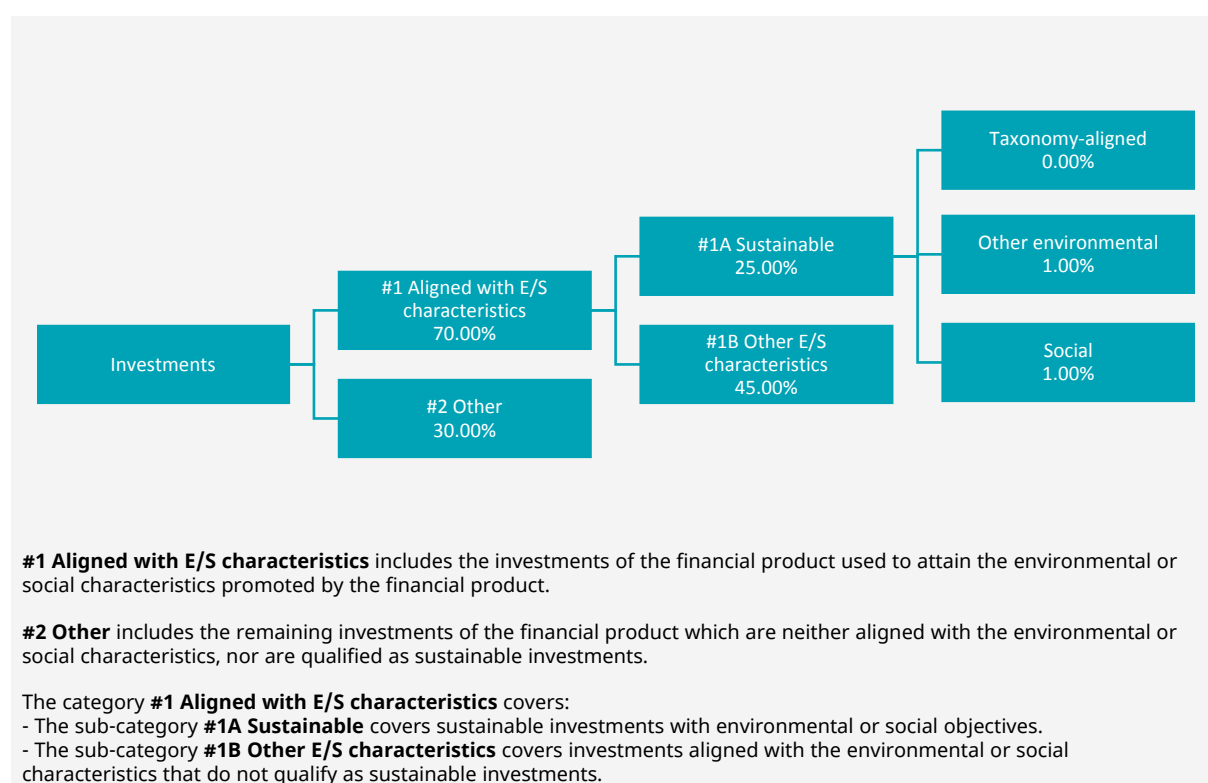 Investments
#1 Aligned with E/S
characteristics
70.00%
#2 Other
30.00%
#1A Sustainable
25.00%
#1B Other E/S
characteristics
45.00%
Taxonomy-aligned
0.00%
Other environmental
1.00%
Social
1.00%
#1 Aligned with E/S characteristics includes the investments of the financial product used to attain the environmental or
social characteristics promoted by the financial product.
#2 Other includes the remaining investments of the financial product which are neither aligned with the environmental or
social characteristics, nor are qualified as sustainable investments.
The category #1 Aligned with E/S characteristics covers:
- The sub-category #1A Sustainable covers sustainable investments with environmental or social objectives.
- The sub-category #1B Other E/S characteristics covers investments aligned with the environmental or social
characteristics that do not qualify as sustainable investments.